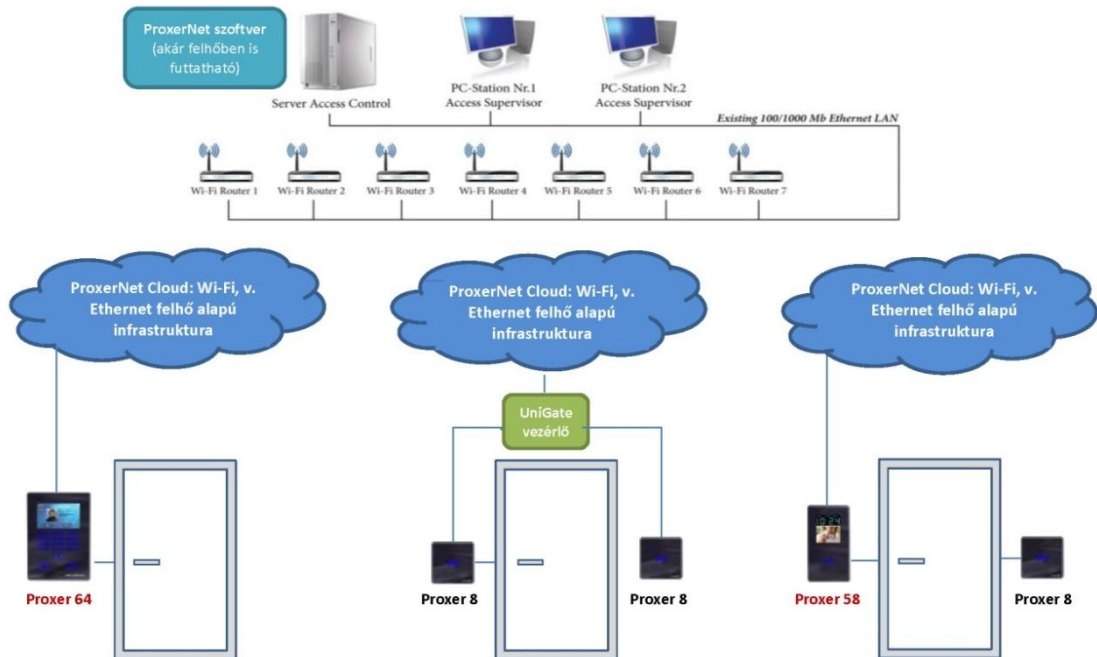 ProxerNet szoftver
(akár felhőben is
futtatható)
Server Access Control
PC-Station Nr.1
Access Supervisor
PC-Station Nr.2
Access Supervisor
Existing 100/1000 Mb Ethernet LAN
Wi-Fi Router 1
Wi-Fi Router 2
Wi-Fi Router 3
Wi-Fi Router 4
Wi-Fi Router 5
Wi-Fi Router 6
Wi-Fi Router 7
ProxerNet Cloud: Wi-Fi, v.
Ethernet felhő alapú
infrastruktura
ProxerNet Cloud: Wi-Fi, v.
Ethernet felhő alapú
infrastruktura
ProxerNet Cloud: Wi-Fi, v.
Ethernet felhő alapú
infrastruktura
UniGate
vezérlő
10:24
Proxer 64
Proxer 8
Proxer 8
Proxer 58
Proxer 8